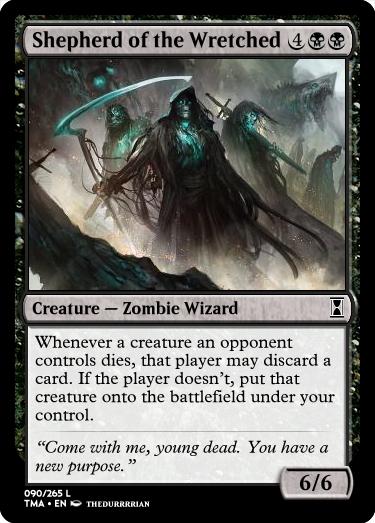 Shepherd of the Wretched 4
Creature — Zombie Wizard
Whenever a creature an opponent
controls dies, that player may discard a
card. If the player doesn't, put that
creature onto the battlefield under your
control.
“Come with me, young dead. You have a
new purpose.”
6/6
090/265 L
TMA • EN THEDURRRRIAN